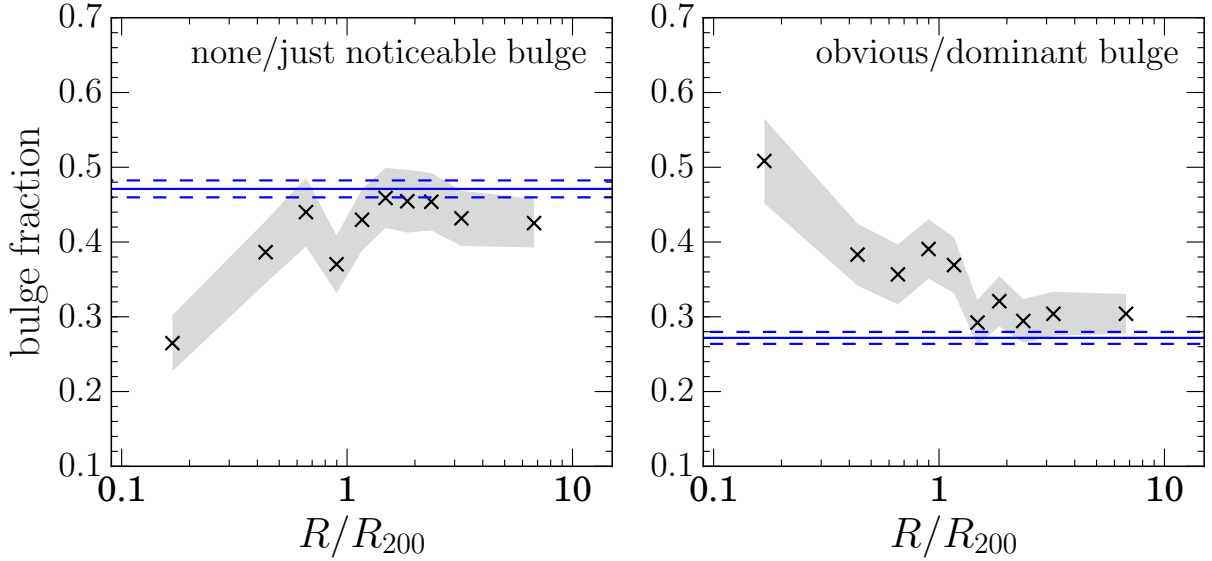 none/just noticeable bulge
bulge fraction
0.7
0.6
0.5
0.4
0.3
0.2
0.1
0.1 1 10
R/R200
obvious/dominant bulge
0.7
0.6
0.5
0.4
0.3
0.2
0.1
0.1 1 10
R/R200